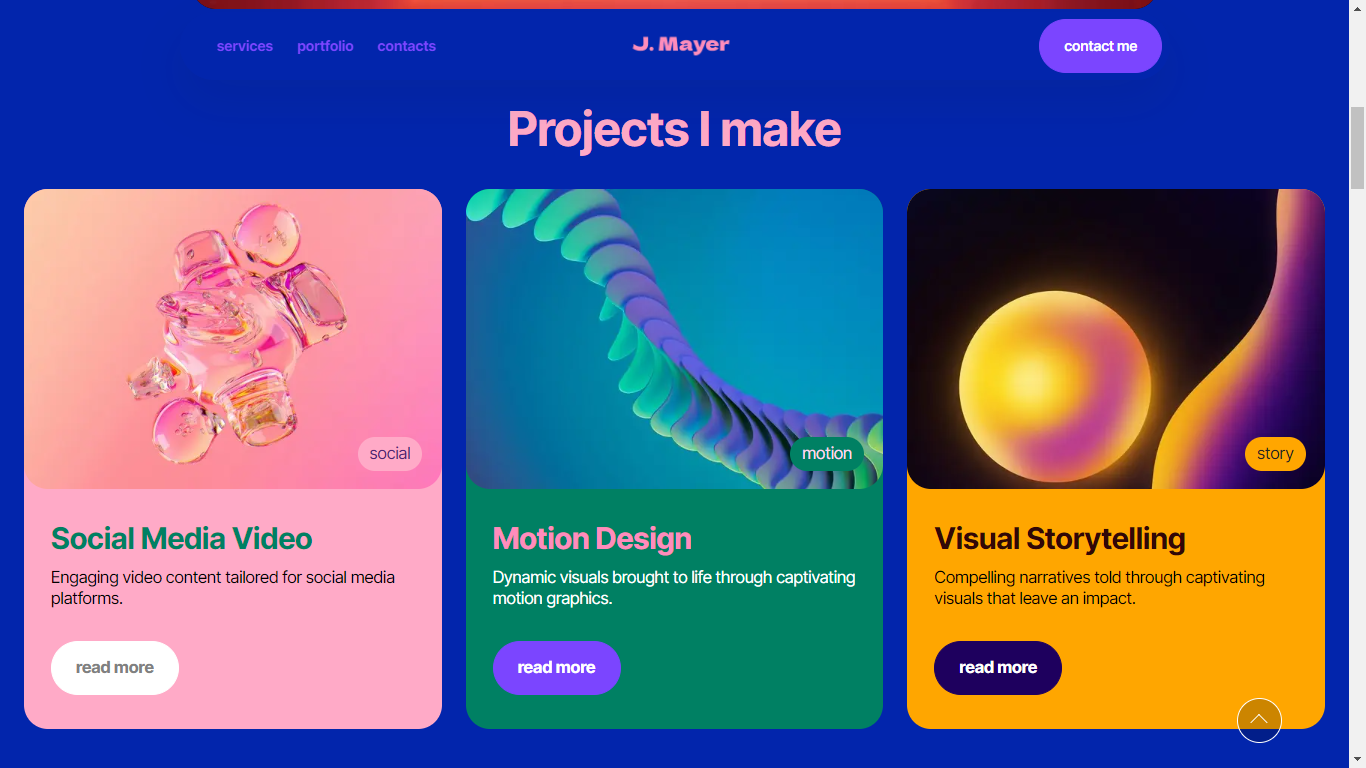 services portfolio contacts
J. Mayer
contact me
Projects I make
social
motion
story
Social Media Video
Engaging video content tailored for social media
platforms.
read more
Motion Design
Dynamic visuals brought to life through captivating
motion graphics.
read more
Visual Storytelling
Compelling narratives told through captivating
visuals that leave an impact.
read more